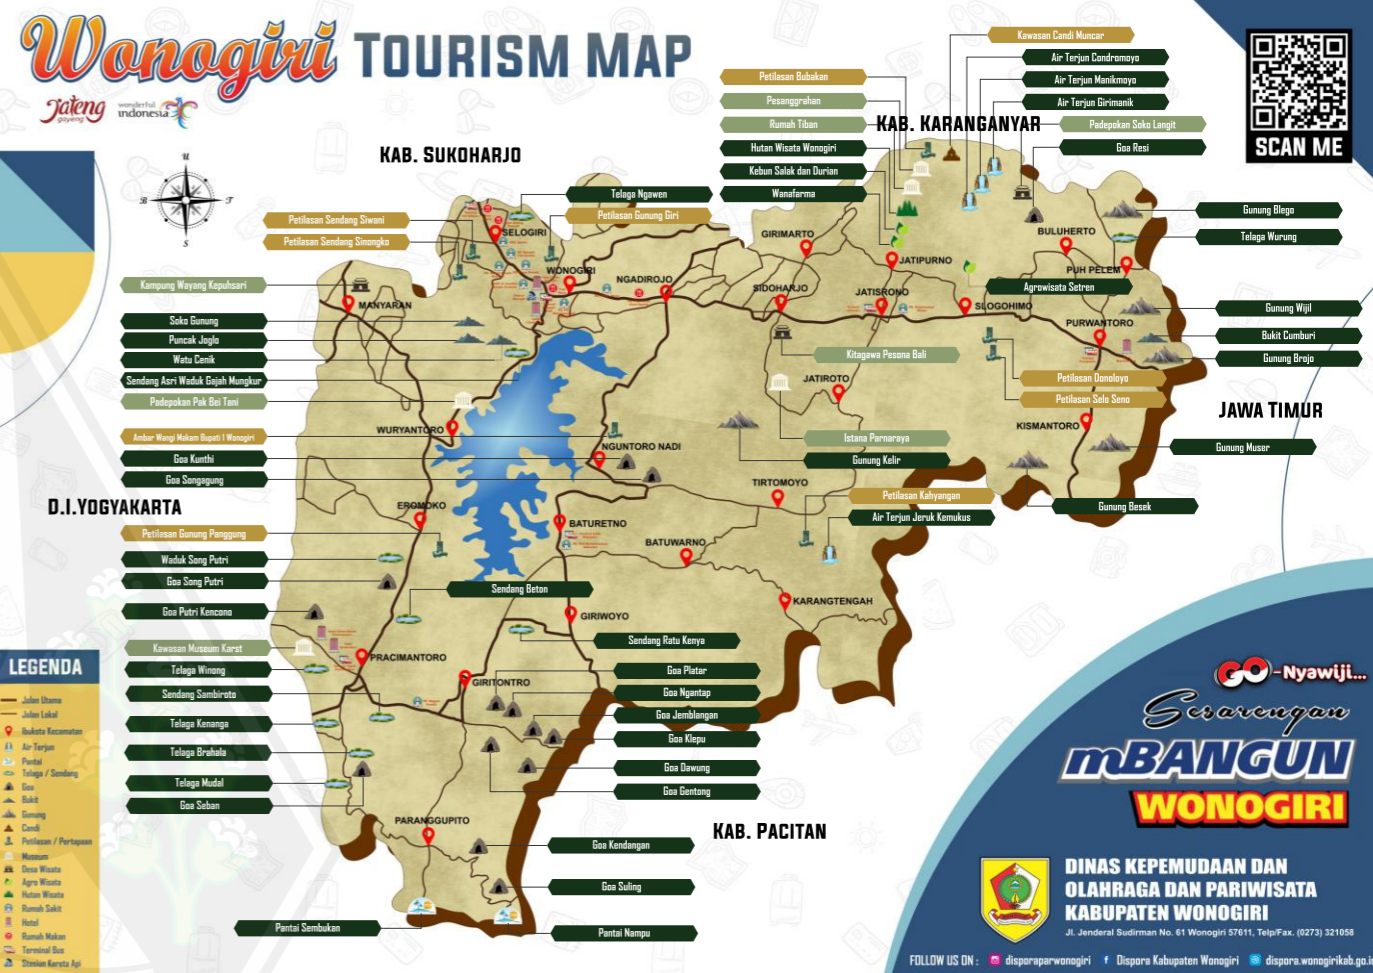 Wonogiri TOURISM MAP
Jateng
gayeng
wonderful
indonesia
U
B
T
S
SCAN ME
KAB. SUKOHARJO
KAB. KARANGANYAR
D.I.YOGYAKARTA
JAWA TIMUR
KAB. PACITAN
Kawasan Candi Muncar
Air Terjun Condromoyo
Air Terjun Manikmoyo
Air Terjun Girimanik
Padepokan Soko Langit
Goa Resi
Petilasan Bubakan
Pesanggrahan
Rumah Tiban
Hutan Wisata Wonogiri
Kebun Salak dan Durian
Wanafarma
Telaga Ngawen
Petilasan Gunung Giri
Petilasan Sendang Siwani
Petilasan Sendang Sinongko
Kampung Wayang Kepuhsari
Soko Gunung
Puncak Joglo
Watu Cenik
Sendang Asri Waduk Gajah Mungkur
Padepokan Pak Bei Tani
Ambar Wangi Makam Bupati I Wonogiri
Goa Kunthi
Goa Songagung
Petilasan Gunung Panggung
Waduk Song Putri
Goa Song Putri
Goa Putri Kencono
Kawasan Museum Karst
Telaga Winong
Sendang Sambiroto
Telaga Kenanga
Telaga Brahala
Telaga Mudal
Goa Seban
Pantai Sembukan
Pantai Nampu
Goa Suling
Goa Kendangan
Goa Gentong
Goa Dawung
Goa Klepu
Goa Jemblangan
Goa Ngantap
Goa Platar
Sendang Ratu Kenya
Sendang Beton
Gunung Blego
Telaga Wurung
Agrowisata Setren
Gunung Wijil
Bukit Cumburi
Gunung Brojo
Petilasan Donoloyo
Petilasan Selo Seno
Gunung Muser
Gunung Besek
Kitagawa Pesona Bali
Istana Parnaraya
Gunung Kelir
Petilasan Kahyangan
Air Terjun Jeruk Kemukus
SELOGIRI
WONOGIRI
NGADIROJO
MANYARAN
GIRIMARTO
JATIPURNO
BULUHERTO
PUH PELEM
SIDOHARJO
JATISRONO
SLOGOHIMO
PURWANTORO
JATIROTO
KISMANTORO
WURYANTORO
NGUNTORO NADI
TIRTOMOYO
EROMOKO
BATURETNO
BATUWARNO
KARANGTENGAH
GIRIWOYO
PRACIMANTORO
GIRITONTRO
PARANGGUPITO
LEGENDA
Jalan Utama
Jalan Lokal
Ibukota Kecamatan
Air Terjun
Pantai
Telaga / Sendang
Goa
Bukit
Gunung
Candi
Petilasan / Pertapaan
Museum
Desa Wisata
Agro Wisata
Hutan Wisata
Rumah Sakit
Hotel
Rumah Makan
Terminal Bus
Stasiun Kereta Api
GO-Nyawiji...
Sesarengan
mBANGUN
WONOGIRI
DINAS KEPEMUDAAN DAN
OLAHRAGA DAN PARIWISATA
KABUPATEN WONOGIRI
Jl. Jenderal Sudirman No. 61 Wonogiri 57611, Telp/Fax. (0273) 321058
FOLLOW US ON : disporaparwonogiri Dispora Kabupaten Wonogiri dispora.wonogirikab.go.id